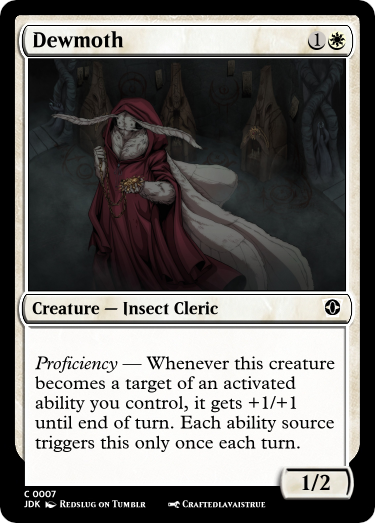 Dewmoth 1
Creature — Insect Cleric
Proficiency — Whenever this creature
becomes a target of an activated
ability you control, it gets +1/+1
until end of turn. Each ability source
triggers this only once each turn.
1/2
C 0007
JDK Redslug on Tumblr Craftedlavaistrue